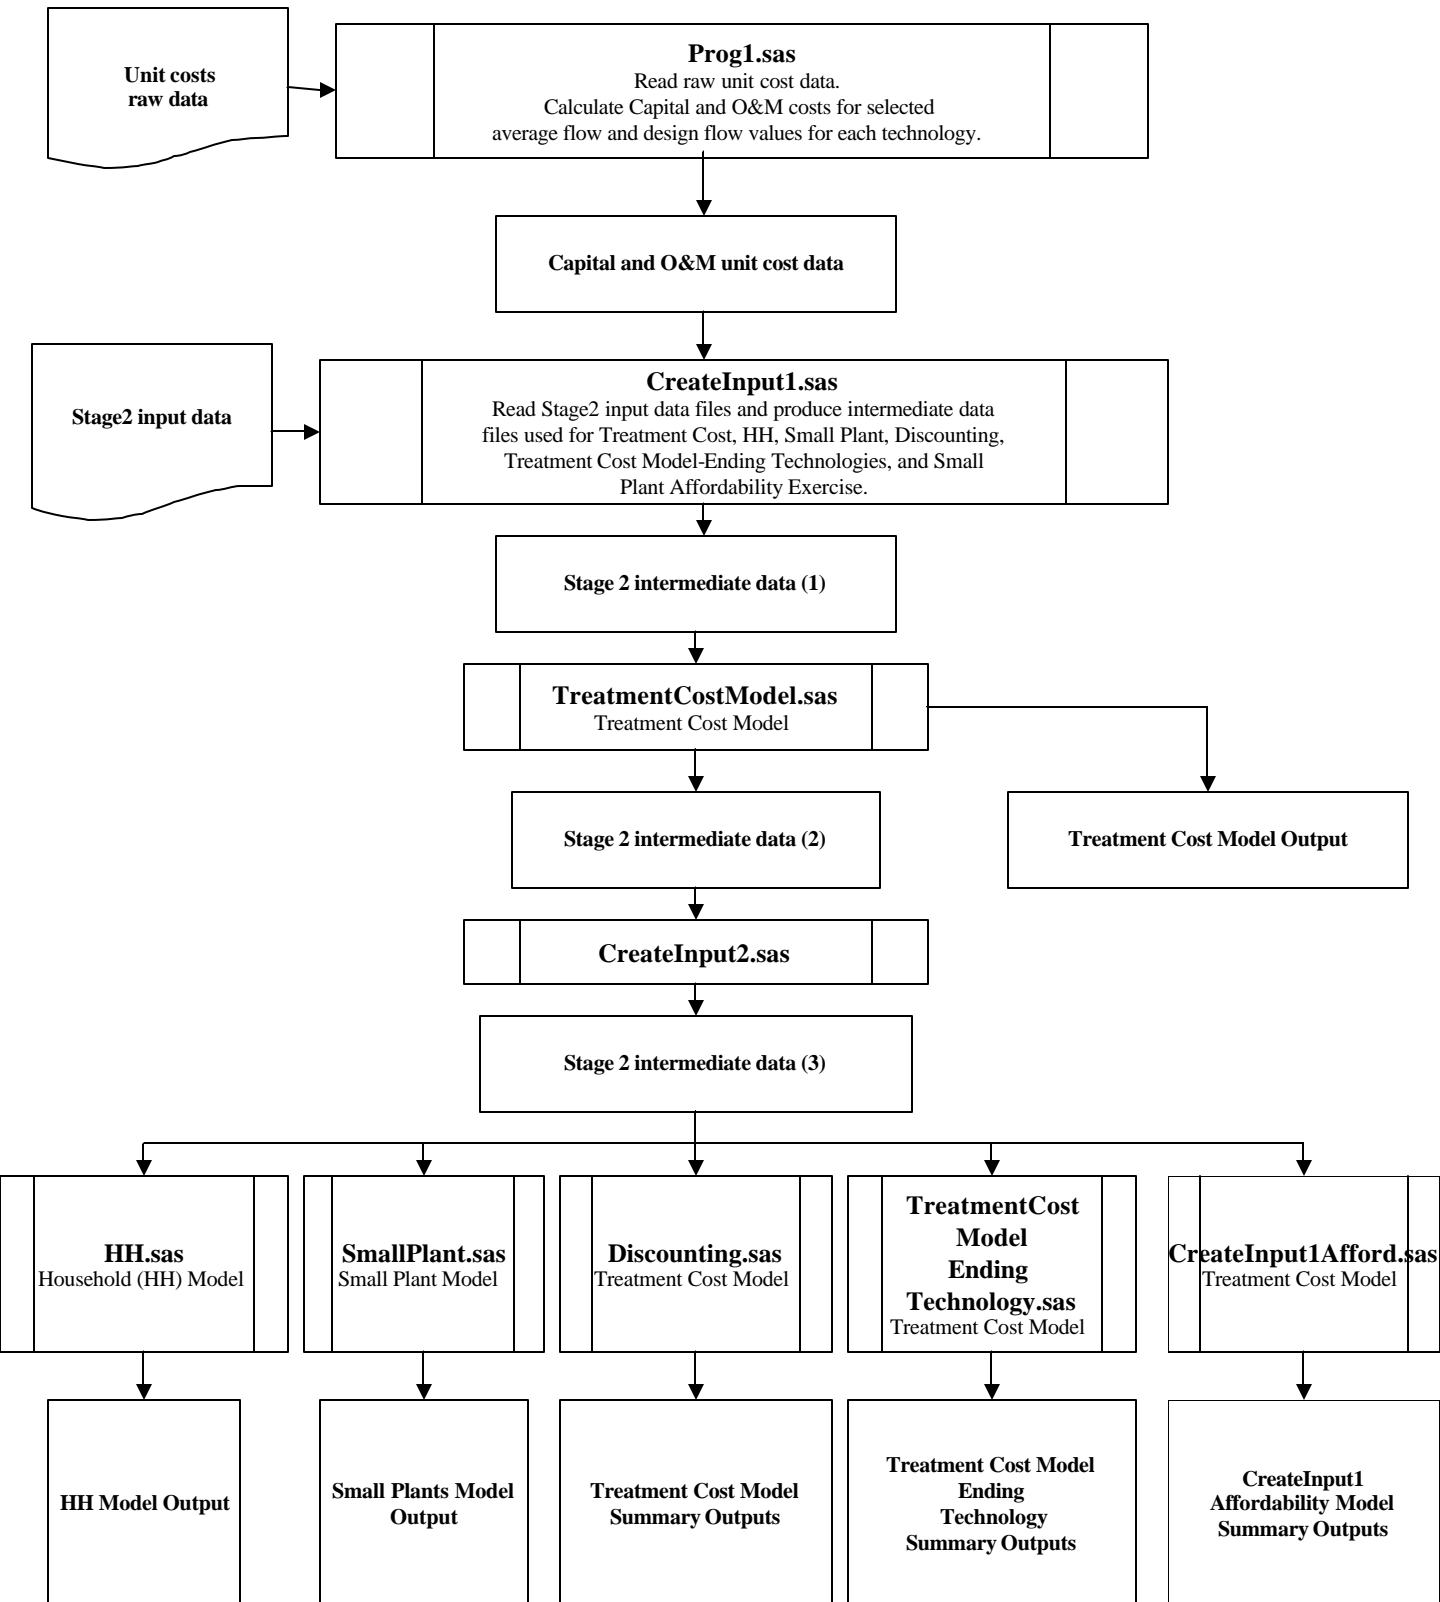 Unit costs
raw data
Prog1.sas
Read raw unit cost data.
Calculate Capital and O&M costs for selected
average flow and design flow values for each technology.
Capital and O&M unit cost data
Stage2 input data
CreateInput1.sas
Read Stage2 input data files and produce intermediate data
files used for Treatment Cost, HH, Small Plant, Discounting,
Treatment Cost Model-Ending Technologies, and Small
Plant Affordability Exercise.
Stage 2 intermediate data (1)
TreatmentCostModel.sas
Treatment Cost Model
Stage 2 intermediate data (2)
Treatment Cost Model Output
CreateInput2.sas
Stage 2 intermediate data (3)
HH.sas
Household (HH) Model
SmallPlant.sas
Small Plant Model
Discounting.sas
Treatment Cost Model
TreatmentCost
Model
Ending
Technology.sas
Treatment Cost Model
CreateInput1Afford.sas
Treatment Cost Model
HH Model Output
Small Plants Model
Output
Treatment Cost Model
Summary Outputs
Treatment Cost Model
Ending
Technology
Summary Outputs
CreateInput1
Affordability Model
Summary Outputs